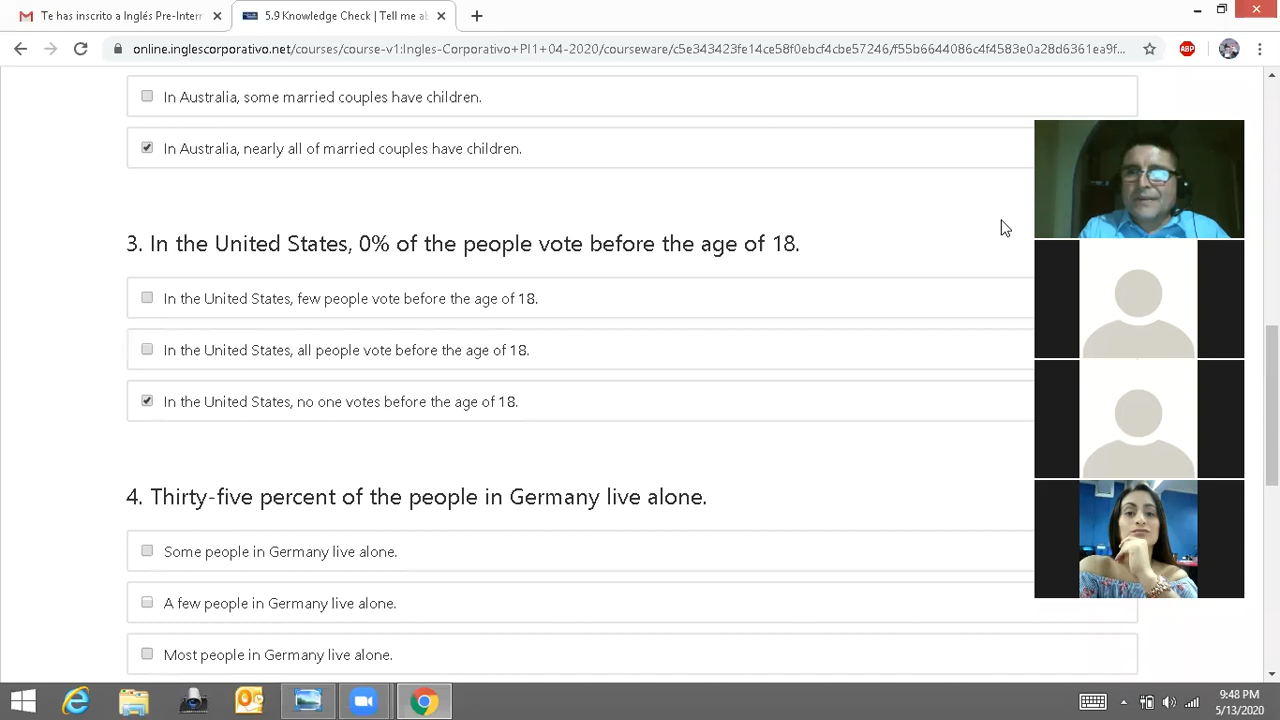 Te has inscrito a Inglés Pre-Interm
5.9 Knowledge Check | Tell me ab
online.inglescorporativo.net/courses/course-v1:Ingles-Corporativo+PI1+04-2020/courseware/c5e343423fe14ce58f0ebcf4cbe57246/f55b6644086c4f4583e0a28d6361ea9f...
ABP
In Australia, some married couples have children.
In Australia, nearly all of married couples have children.
3. In the United States, 0% of the people vote before the age of 18.
In the United States, few people vote before the age of 18.
In the United States, all people vote before the age of 18.
In the United States, no one votes before the age of 18.
4. Thirty-five percent of the people in Germany live alone.
Some people in Germany live alone.
A few people in Germany live alone.
Most people in Germany live alone.
9:48 PM
5/13/2020